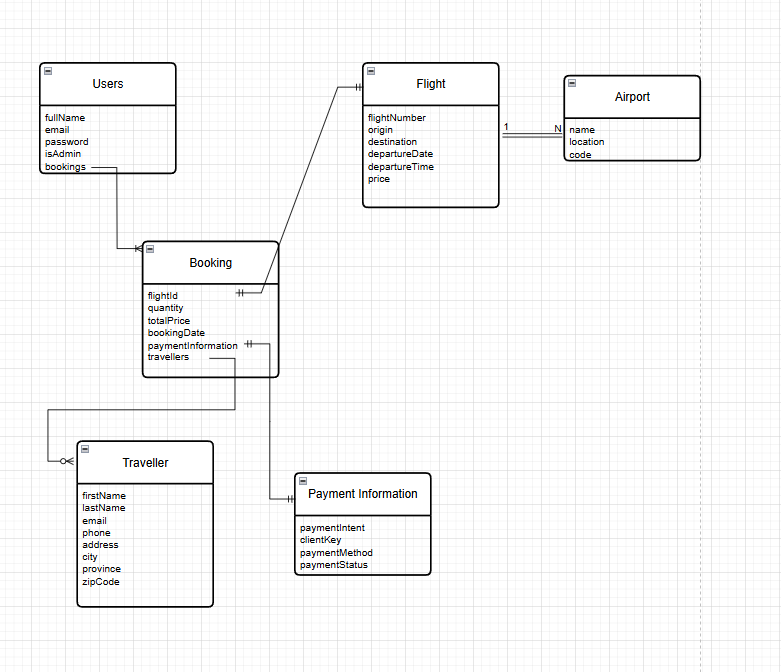 Users
fullName
email
password
isAdmin
bookings
Flight
flightNumber
origin
destination
departureDate
departureTime
price
1
N
Airport
name
location
code
Booking
flightId
quantity
totalPrice
bookingDate
paymentInformation
travellers
Traveller
firstName
lastName
email
phone
address
city
province
zipCode
Payment Information
paymentIntent
clientKey
paymentMethod
paymentStatus